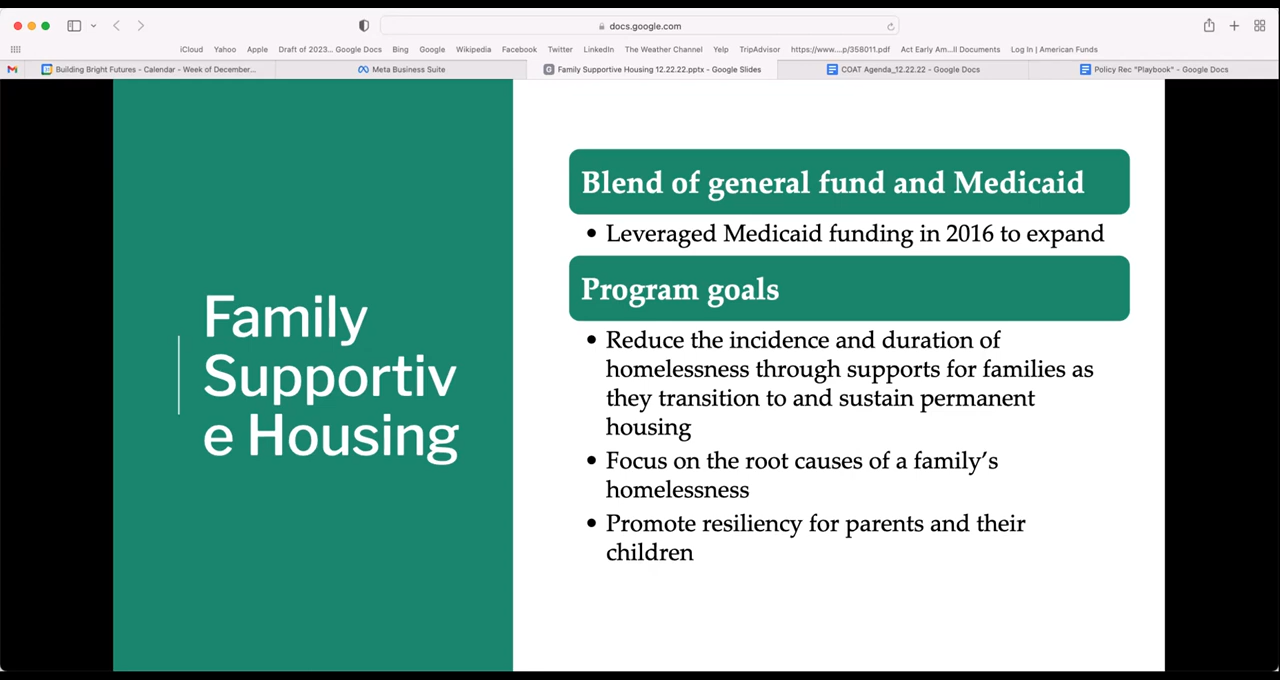 docs.google.com
iCloud Yahoo Apple Draft of 2023... Google Docs Bing Google Wikipedia Facebook Twitter LinkedIn The Weather Channel Yelp TripAdvisor https://www....p/358011.pdf Act Early Am...ll Documents Log In | American Funds
Building Bright Futures - Calendar - Week of December... Meta Business Suite Family Supportive Housing 12.22.22.pptx - Google Slides COAT Agenda_12.22.22 - Google Docs Policy Rec "Playbook" - Google Docs
Family
Supportiv
e Housing
Blend of general fund and Medicaid
• Leveraged Medicaid funding in 2016 to expand
Program goals
• Reduce the incidence and duration of
homelessness through supports for families as
they transition to and sustain permanent
housing
• Focus on the root causes of a family's
homelessness
• Promote resiliency for parents and their
children